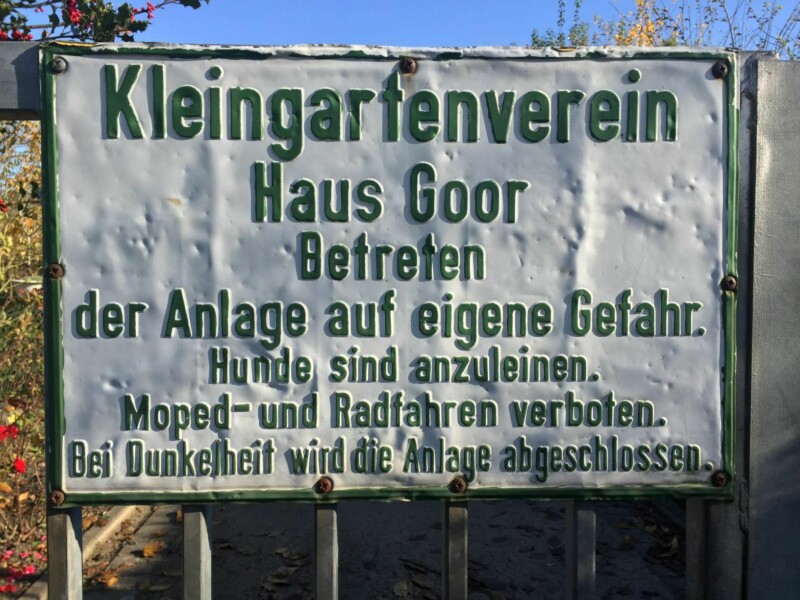 Kleingartenverein
Haus Goor
Betreten
der Anlage auf eigene Gefahr.
Hunde sind anzuleinen.
Moped- und Radfahren verboten.
Bei Dunkelheit wird die Anlage abgeschlossen.